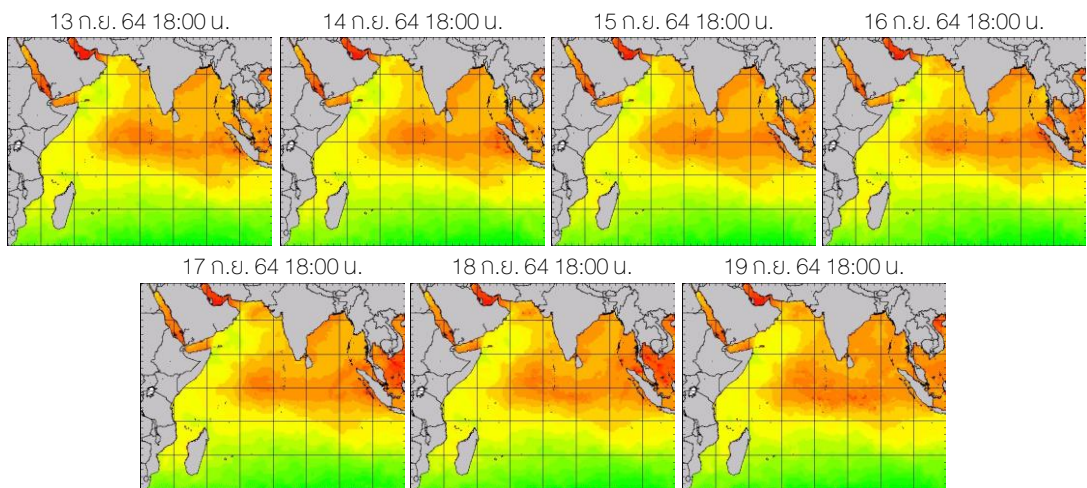 13 ก.ย. 64 18:00 น.
14 ก.ย. 64 18:00 น.
15 ก.ย. 64 18:00 น.
16 ก.ย. 64 18:00 น.
17 ก.ย. 64 18:00 น.
18 ก.ย. 64 18:00 น.
19 ก.ย. 64 18:00 น.